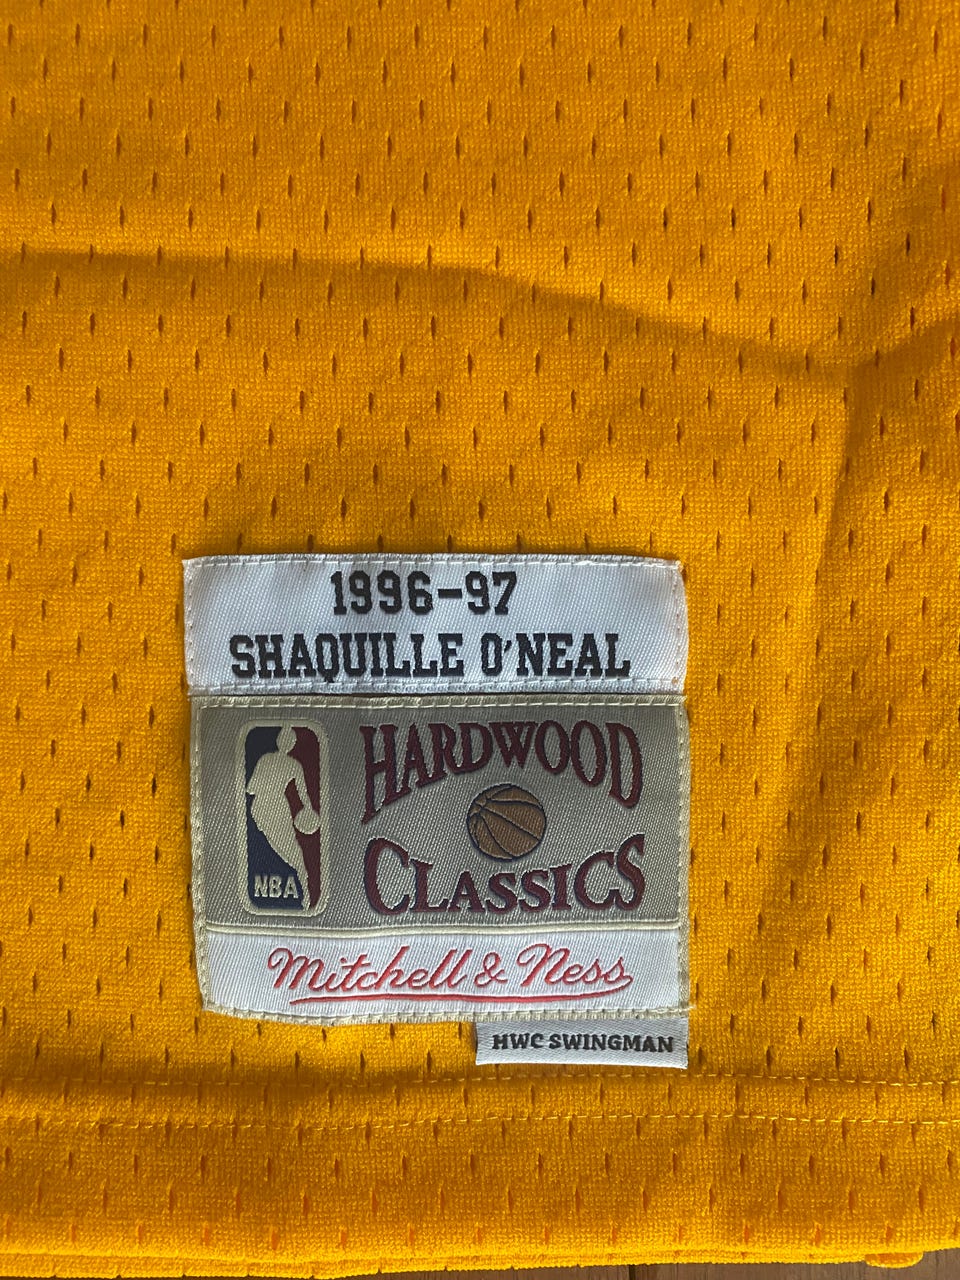 1996-97
SHAQUILLE O'NEAL
HARDWOOD
CLASSICS
NBA
Mitchell & Ness
HWC SWINGMAN